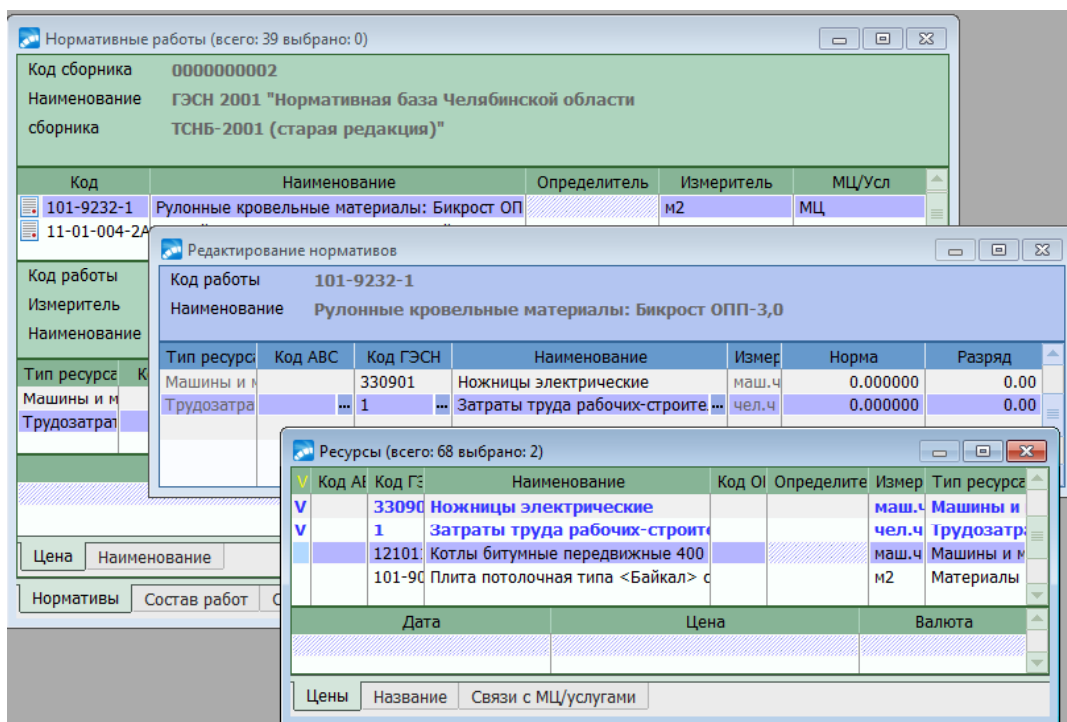 Нормативные работы (всего: 39 выбрано: 0)
Код сборника 0000000002
Наименование ГЭСН 2001 "Нормативная база Челябинской области
сборника ТСНБ-2001 (старая редакция)"
Код Наименование Определитель Измеритель МЦ/Усл
101-9232-1 Рулонные кровельные материалы: Бикрост ОП м2 МЦ
11-01-004-2А
Код работы
Измеритель
Наименование
Тип ресурса К
Машины и м
Трудозатрат
Цена Наименование
Нормативы Состав работ С
Редактирование нормативов
Код работы 101-9232-1
Наименование Рулонные кровельные материалы: Бикрост ОПП-3,0
Тип ресурса Код АВС Код ГЭСН Наименование Измер Норма Разряд
Машины и м 330901 Ножницы электрические маш.ч 0.000000 0.00
Трудозатра ... 1 ... Затраты труда рабочих-строите ... чел.ч 0.000000 0.00
Ресурсы (всего: 68 выбрано: 2)
V Код АВ Код ГЭ Наименование Код ОК Определите Измер Тип ресурса
V 33090 Ножницы электрические маш.ч Машины и
V 1 Затраты труда рабочих-строите чел.ч Трудозатра
12101 Котлы битумные передвижные 400 маш.ч Машины и м
101-90 Плита потолочная типа <Байкал> с м2 Материалы
Дата Цена Валюта
Цены Название Связи с МЦ/услугами